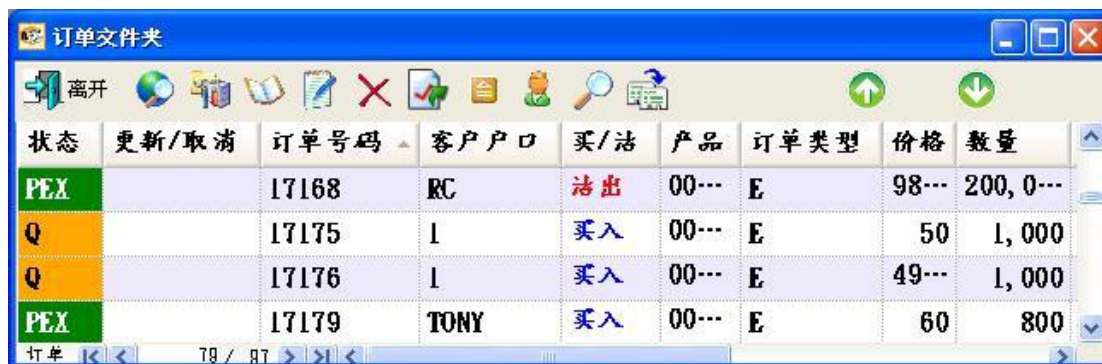 订单文件夹
离开
状态 更新/取消 订单号码 客户户口 买/沽 产品 订单类型 价格 数量
PEX 17168 RC 沽出 00… E 98… 200,0…
Q 17175 1 买入 00… E 50 1,000
Q 17176 1 买入 00… E 49… 1,000
PEX 17179 TONY 买入 00… E 60 800
订单 79 / 97